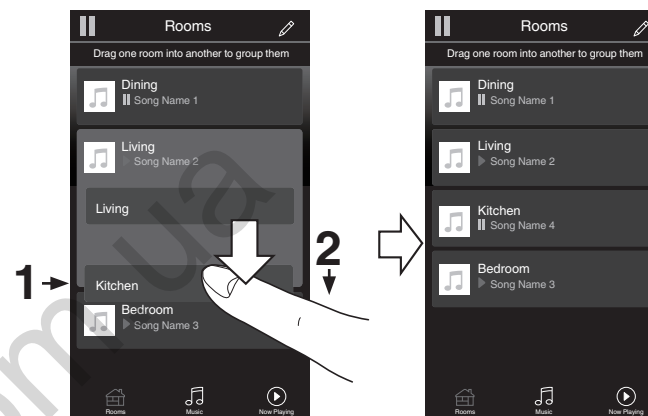 Rooms
Drag one room into another to group them
Dining
Song Name 1
Living
Song Name 2
Living
1
2
Kitchen
Bedroom
Song Name 3
Rooms
Music
Now Playing
Rooms
Drag one room into another to group them
Dining
Song Name 1
Living
Song Name 2
Kitchen
Song Name 4
Bedroom
Song Name 3
Rooms
Music
Now Playing
om ua